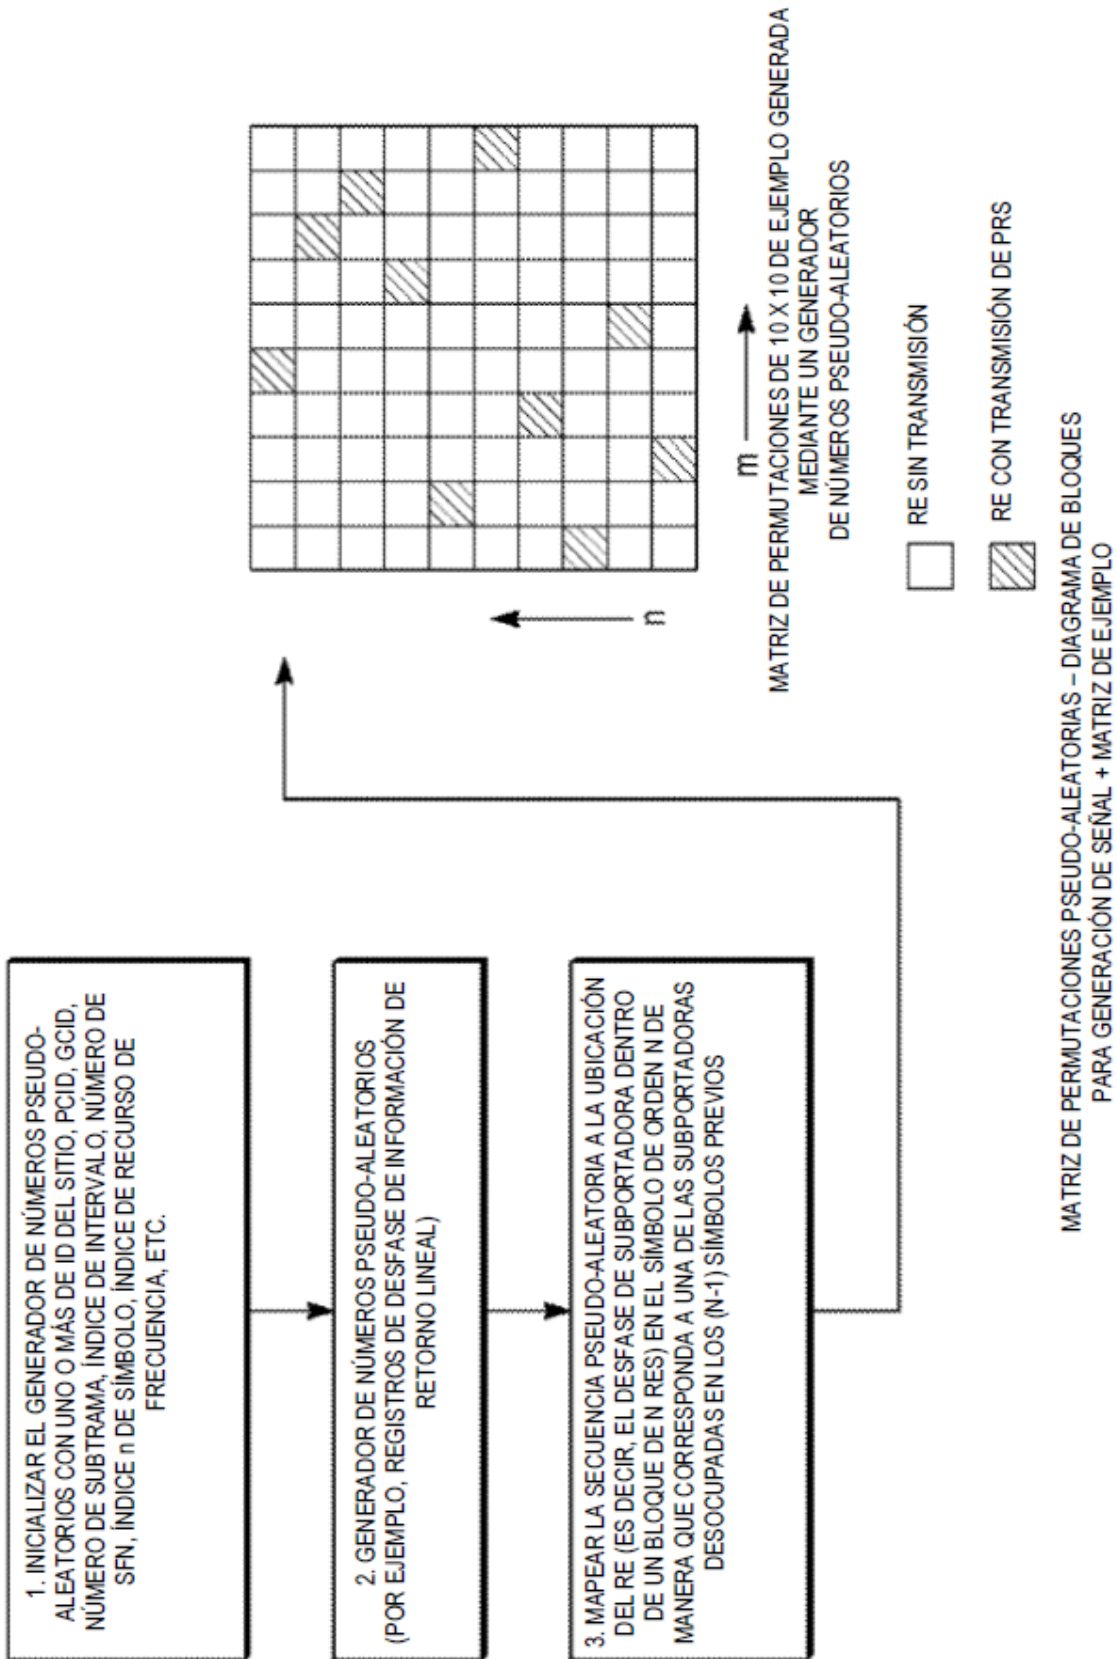 1. INICIALIZAR EL GENERADOR DE NÚMEROS PSEUDO-
ALEATORIOS CON UNO O MÁS DE ID DEL SITIO, PCID, GCID,
NÚMERO DE SUBTRAMA, ÍNDICE DE INTERVALO, NÚMERO DE
SFN, ÍNDICE n DE SÍMBOLO, ÍNDICE DE RECURSO DE
FRECUENCIA, ETC.
2. GENERADOR DE NÚMEROS PSEUDO-ALEATORIOS
(POR EJEMPLO, REGISTROS DE DESFASE DE INFORMACIÓN DE
RETORNO LINEAL)
3. MAPEAR LA SECUENCIA PSEUDO-ALEATORIA A LA UBICACIÓN
DEL RE (ES DECIR, EL DESFASE DE SUBPORTADORA DENTRO
DE UN BLOQUE DE N RES) EN EL SÍMBOLO DE ORDEN N DE
MANERA QUE CORRESPONDA A UNA DE LAS SUBPORTADORAS
DESOCUPADAS EN LOS (N-1) SÍMBOLOS PREVIOS
n
m
MATRIZ DE PERMUTACIONES DE 10 X 10 DE EJEMPLO GENERADA
MEDIANTE UN GENERADOR
DE NÚMEROS PSEUDO-ALEATORIOS
RE SIN TRANSMISIÓN
RE CON TRANSMISIÓN DE PRS
MATRIZ DE PERMUTACIONES PSEUDO-ALEATORIAS – DIAGRAMA DE BLOQUES
PARA GENERACIÓN DE SEÑAL + MATRIZ DE EJEMPLO